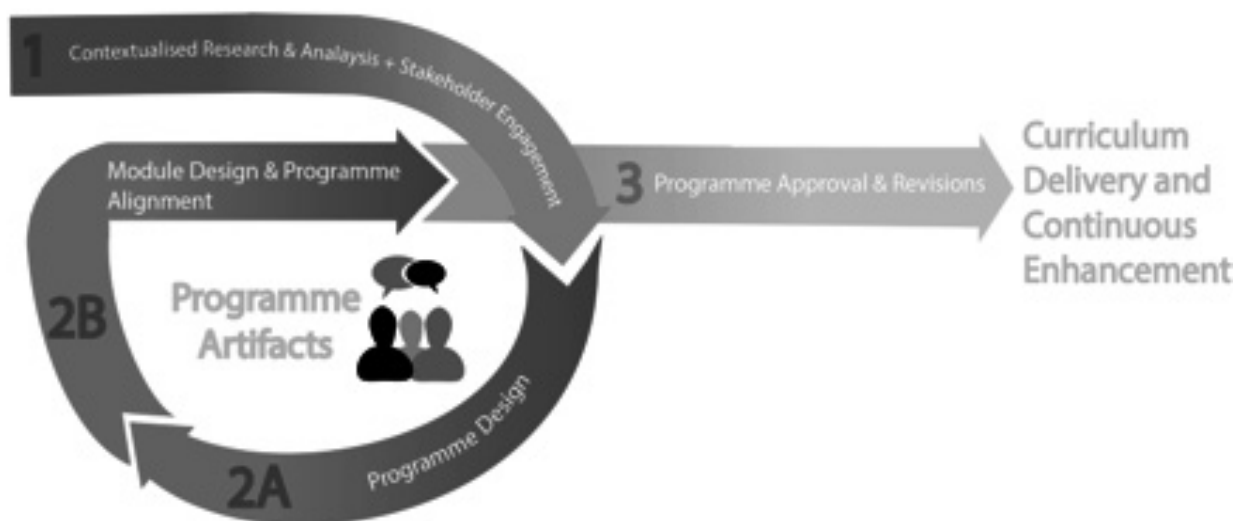 1 Contextualised Research & Analaysis + Stakeholder Engagement
Module Design & Programme
Alignment
3 Programme Approval & Revisions
Curriculum
Delivery and
Continuous
Enhancement
Programme
Artifacts
2B
2A
Programme Design